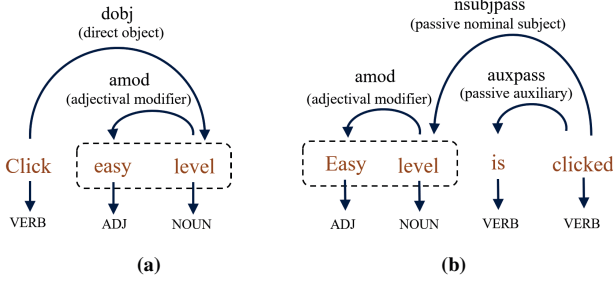 dobj
(direct object)
amod
(adjectival modifier)
Click easy level
VERB ADJ NOUN
(a)
nsubjpass
(passive nominal subject)
amod
(adjectival modifier)
auxpass
(passive auxiliary)
Easy level is clicked
ADJ NOUN VERB VERB
(b)